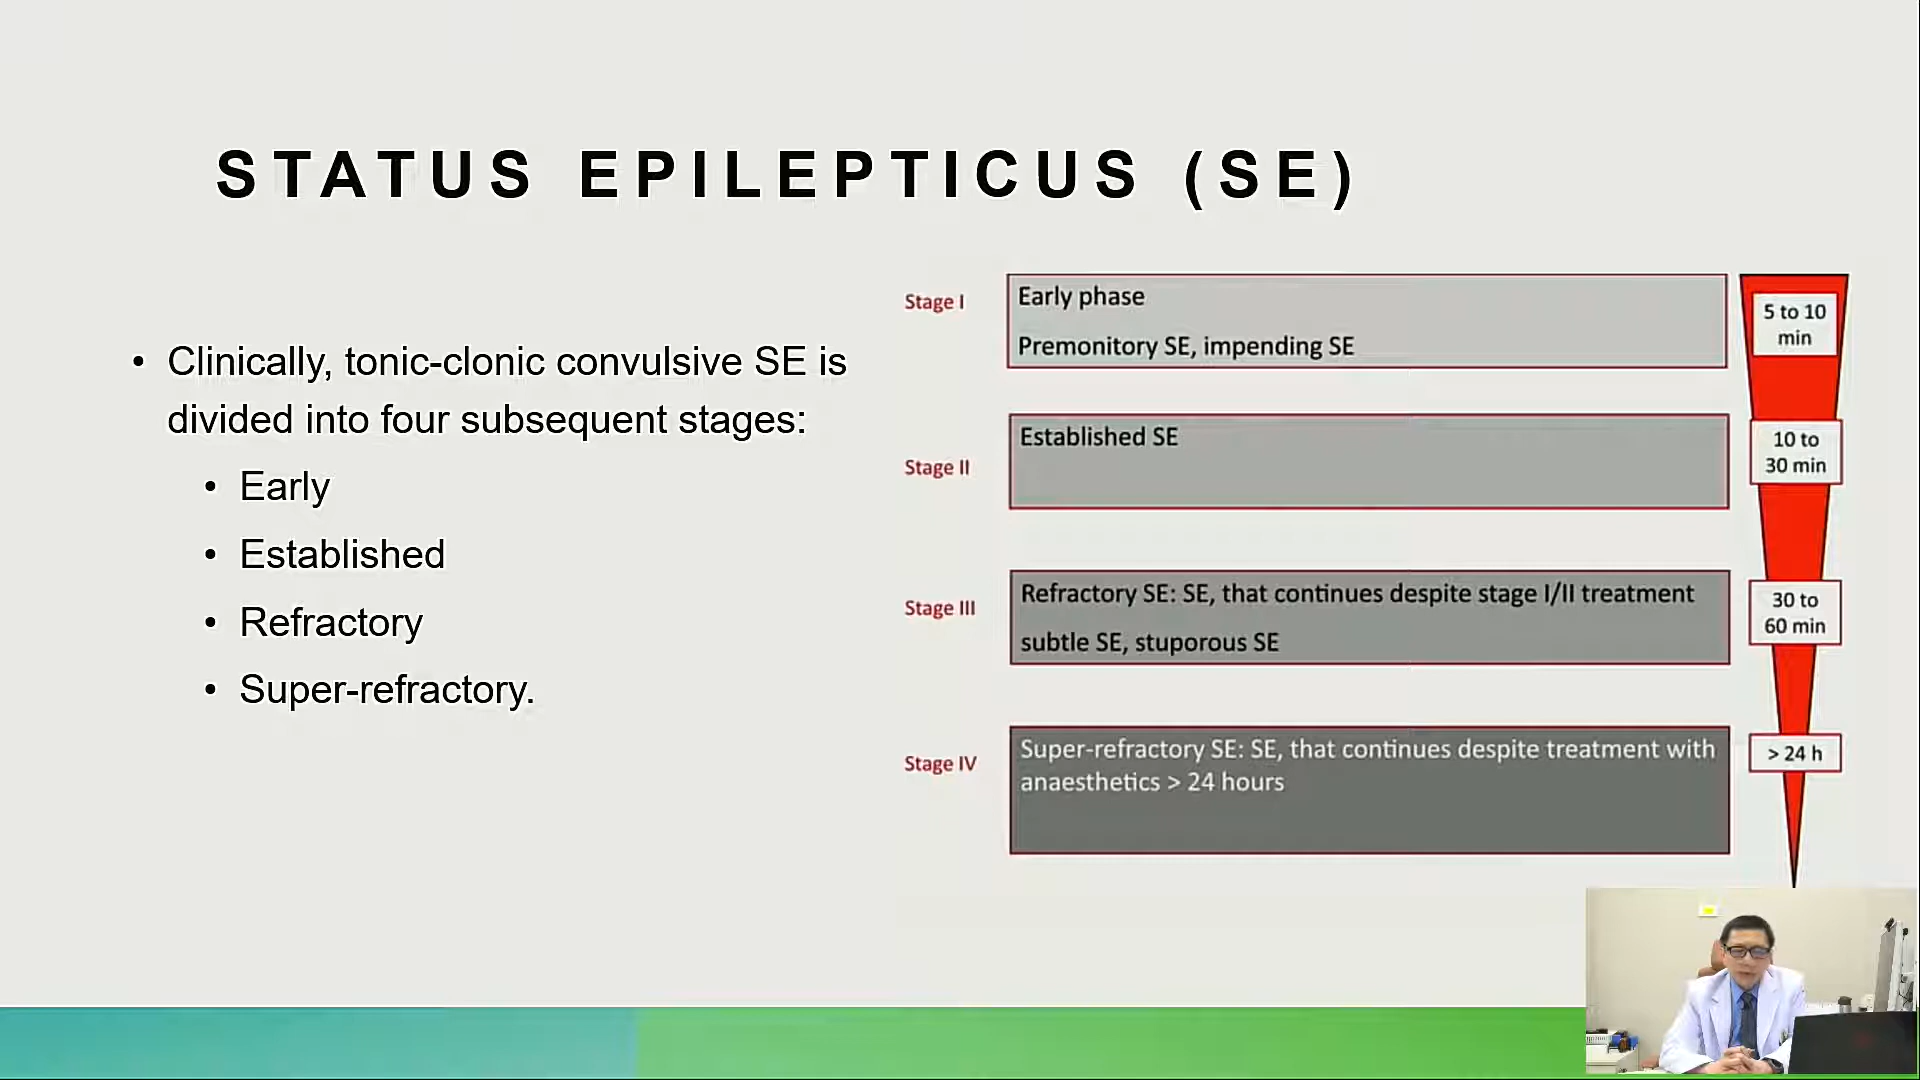 STATUS EPILEPTICUS (SE)
• Clinically, tonic-clonic convulsive SE is
divided into four subsequent stages:
• Early
• Established
• Refractory
• Super-refractory.
Stage I
Early phase
Premonitory SE, impending SE
5 to 10
min
Stage II
Established SE
10 to
30 min
Stage III
Refractory SE: SE, that continues despite stage I/II treatment
subtle SE, stuporous SE
30 to
60 min
Stage IV
Super-refractory SE: SE, that continues despite treatment with
anaesthetics > 24 hours
> 24 h